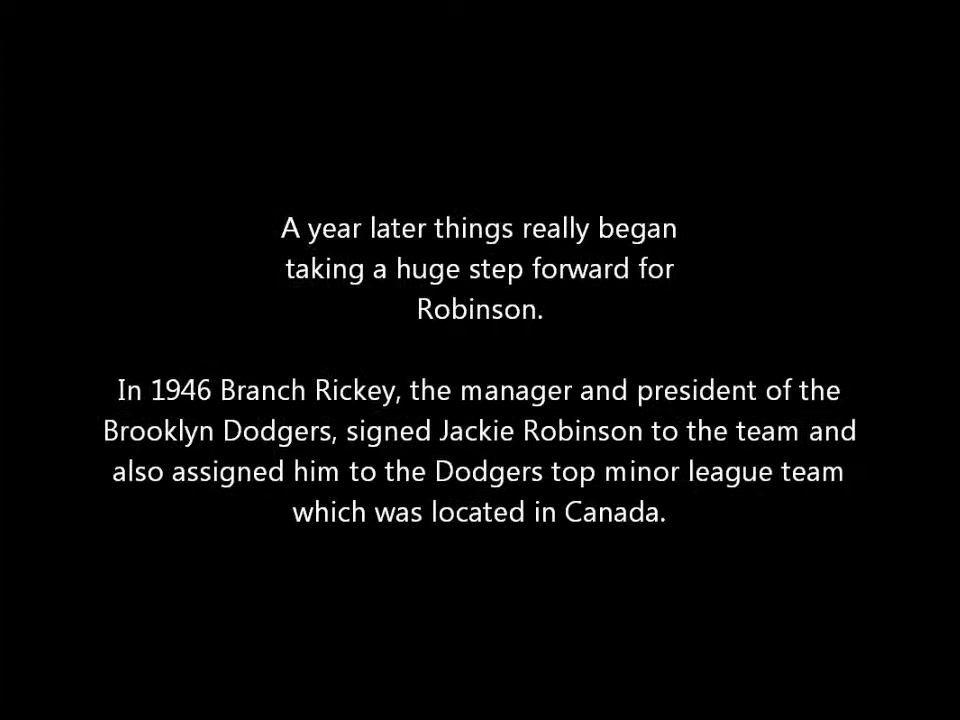 A year later things really began
taking a huge step forward for
Robinson.
In 1946 Branch Rickey, the manager and president of the
Brooklyn Dodgers, signed Jackie Robinson to the team and
also assigned him to the Dodgers top minor league team
which was located in Canada.